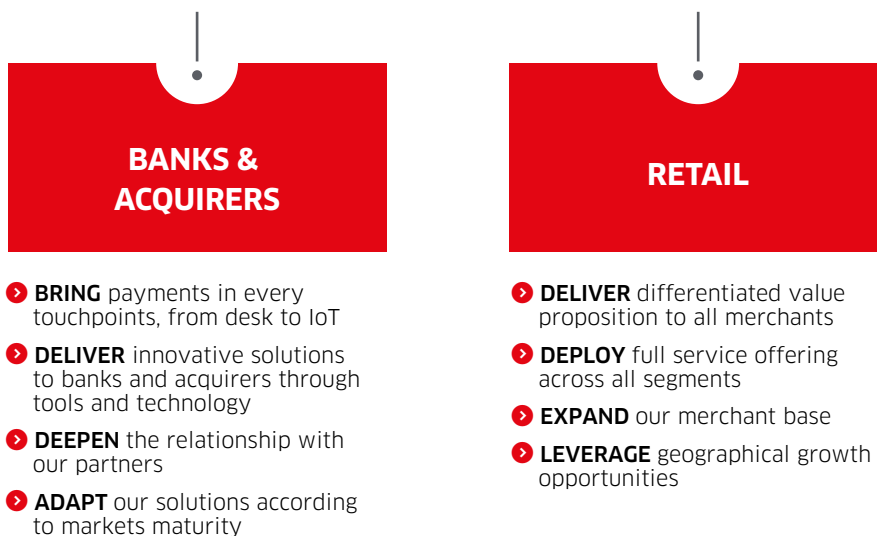 BANKS &
ACQUIRERS
BRING payments in every
touchpoints, from desk to IoT
DELIVER innovative solutions
to banks and acquirers through
tools and technology
DEEPEN the relationship with
our partners
ADAPT our solutions according
to markets maturity
RETAIL
DELIVER differentiated value
proposition to all merchants
DEPLOY full service offering
across all segments
EXPAND our merchant base
LEVERAGE geographical growth
opportunities